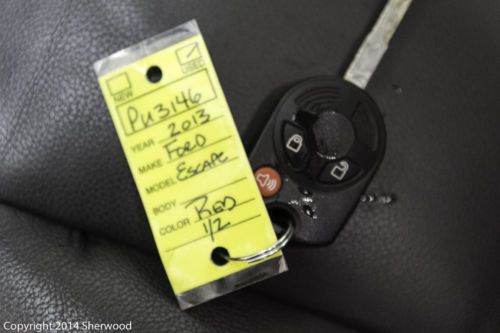 NEW USED
PU3146
YEAR 2013
MAKE FORD
MODEL ESCAPE
BODY
COLOR RED
1/2
Copyright ©2014 Sherwood